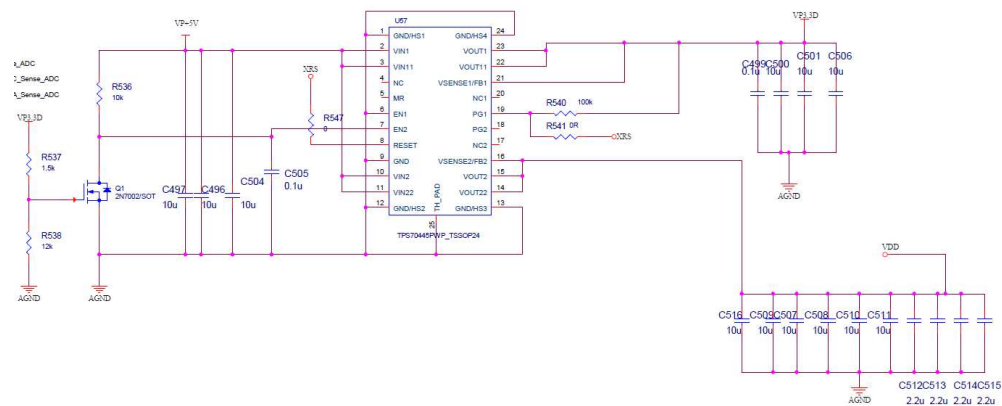 U57
VP+5V
VP3.3D
s_ADC
C_Sense_ADC
A_Sense_ADC
XRS
R536
10k
R547
0
VP3.3D
R537
1.5k
Q1
2N7002/SOT
R538
12k
AGND
AGND
C497
10u
C496
10u
C504
10u
C505
0.1u
1 GND/HS1
2 VIN1
3 VIN11
4 NC
5 MR
6 EN1
7 EN2
8 RESET
9 GND
10 VIN2
11 VIN22
12 GND/HS2
GND/HS4 24
VOUT1 23
VOUT11 22
VSENSE1/FB1 21
NC1 20
PG1 19
PG2 18
NC2 17
VSENSE2/FB2 16
VOUT2 15
VOUT22 14
GND/HS3 13
TH_PAD
25
TPS70445PWP_TSSOP24
R540 100k
R541 0R
XRS
C499
0.1u
C500
10u
C501
10u
C506
10u
AGND
VDD
C516
10u
C509
10u
C507
10u
C508
10u
C510
10u
C511
10u
C512
2.2u
C513
2.2u
C514
2.2u
C515
2.2u
AGND